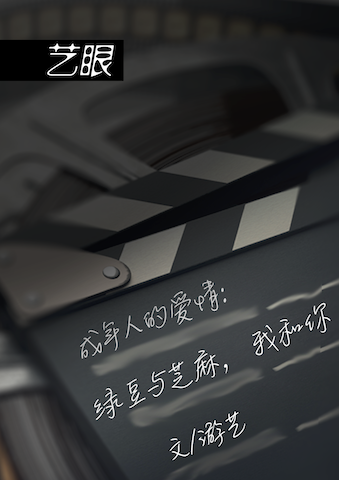 艺眼
成年人的爱情：
绿豆与芝麻，我和你
文/游艺